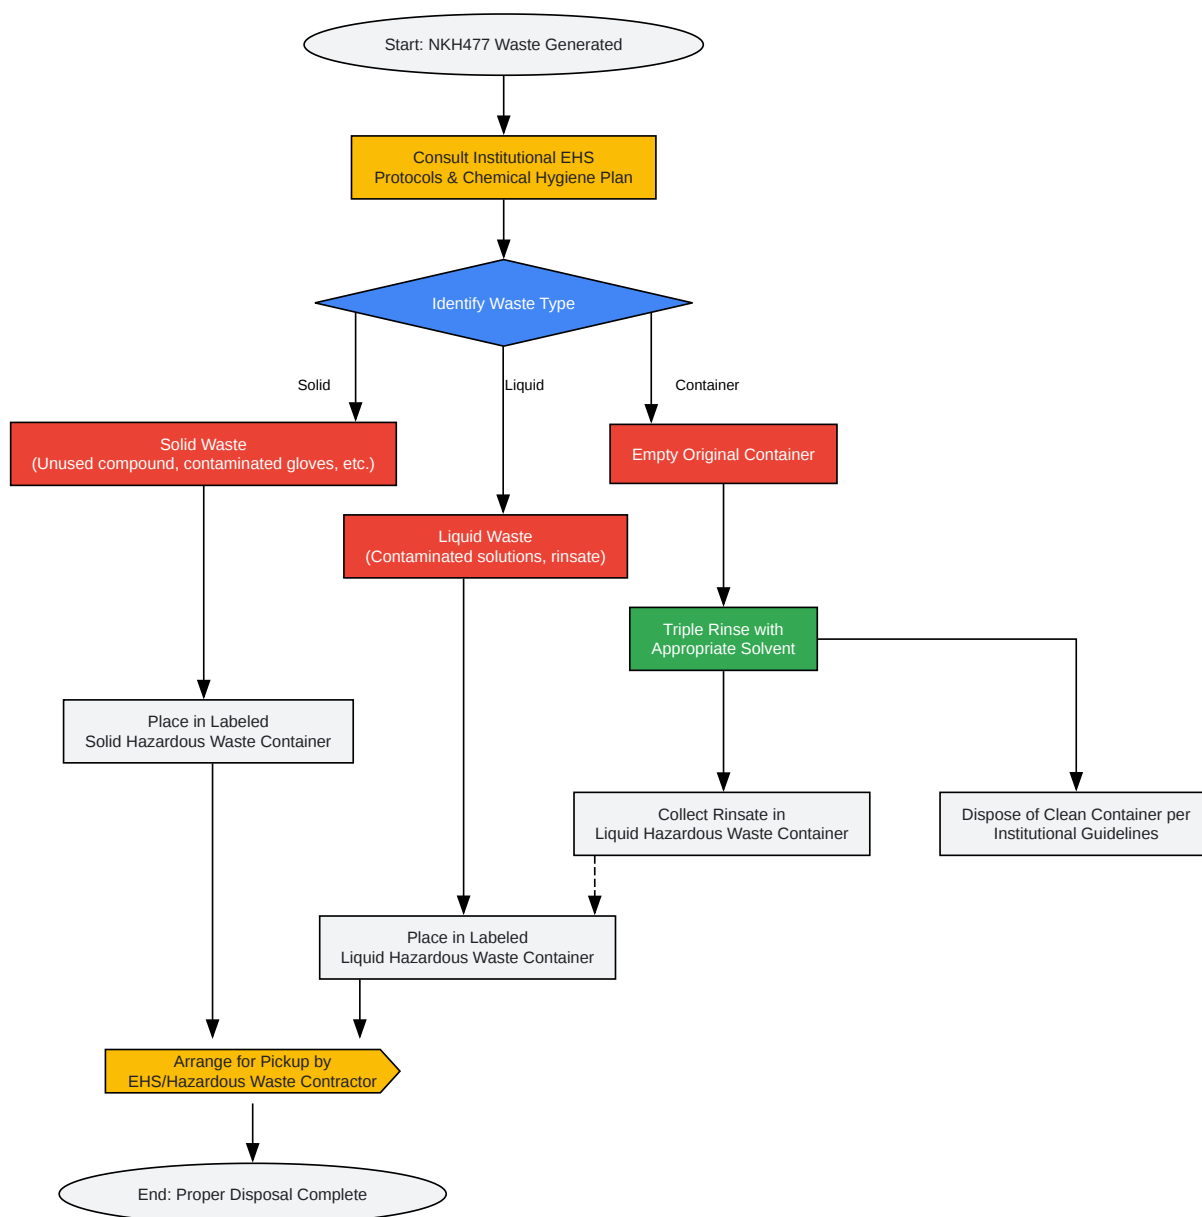 Start: NKH477 Waste Generated
Consult Institutional EHS
Protocols & Chemical Hygiene Plan
Identify Waste Type
Solid
Liquid
Container
Solid Waste
(Unused compound, contaminated gloves, etc.)
Empty Original Container
Liquid Waste
(Contaminated solutions, rinsate)
Triple Rinse with
Appropriate Solvent
Place in Labeled
Solid Hazardous Waste Container
Collect Rinsate in
Liquid Hazardous Waste Container
Dispose of Clean Container per
Institutional Guidelines
Place in Labeled
Liquid Hazardous Waste Container
Arrange for Pickup by
EHS/Hazardous Waste Contractor
End: Proper Disposal Complete